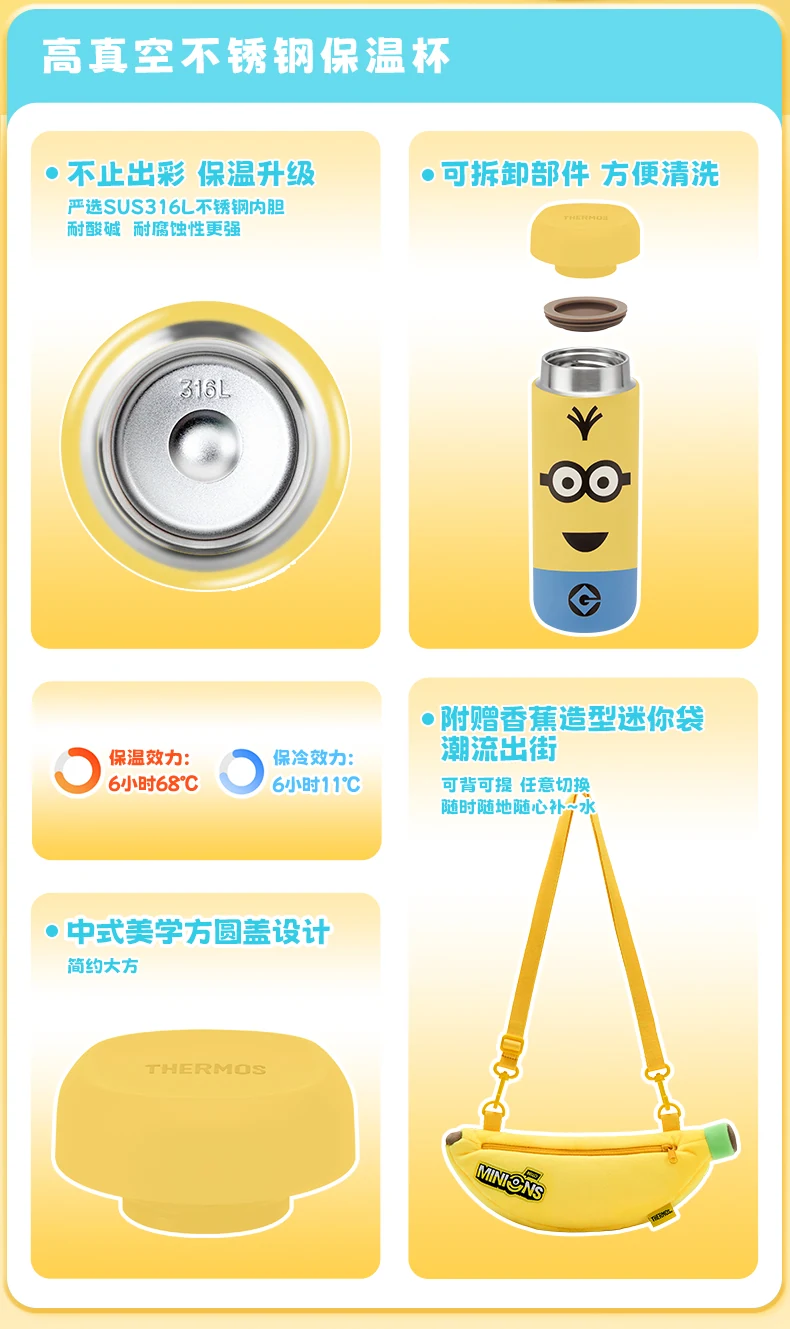 高真空不锈钢保温杯
不止出彩 保温升级
严选SUS316L不锈钢内胆
耐酸碱 耐腐蚀性更强
316L
可拆卸部件 方便清洗
THERMOS
G
保温效力:
6小时68℃
保冷效力:
6小时11℃
中式美学方圆盖设计
简约大方
THERMOS
附赠香蕉造型迷你袋
潮流出街
可背可提 任意切换
随时随地随心补~水
MINIONS
THERMOS